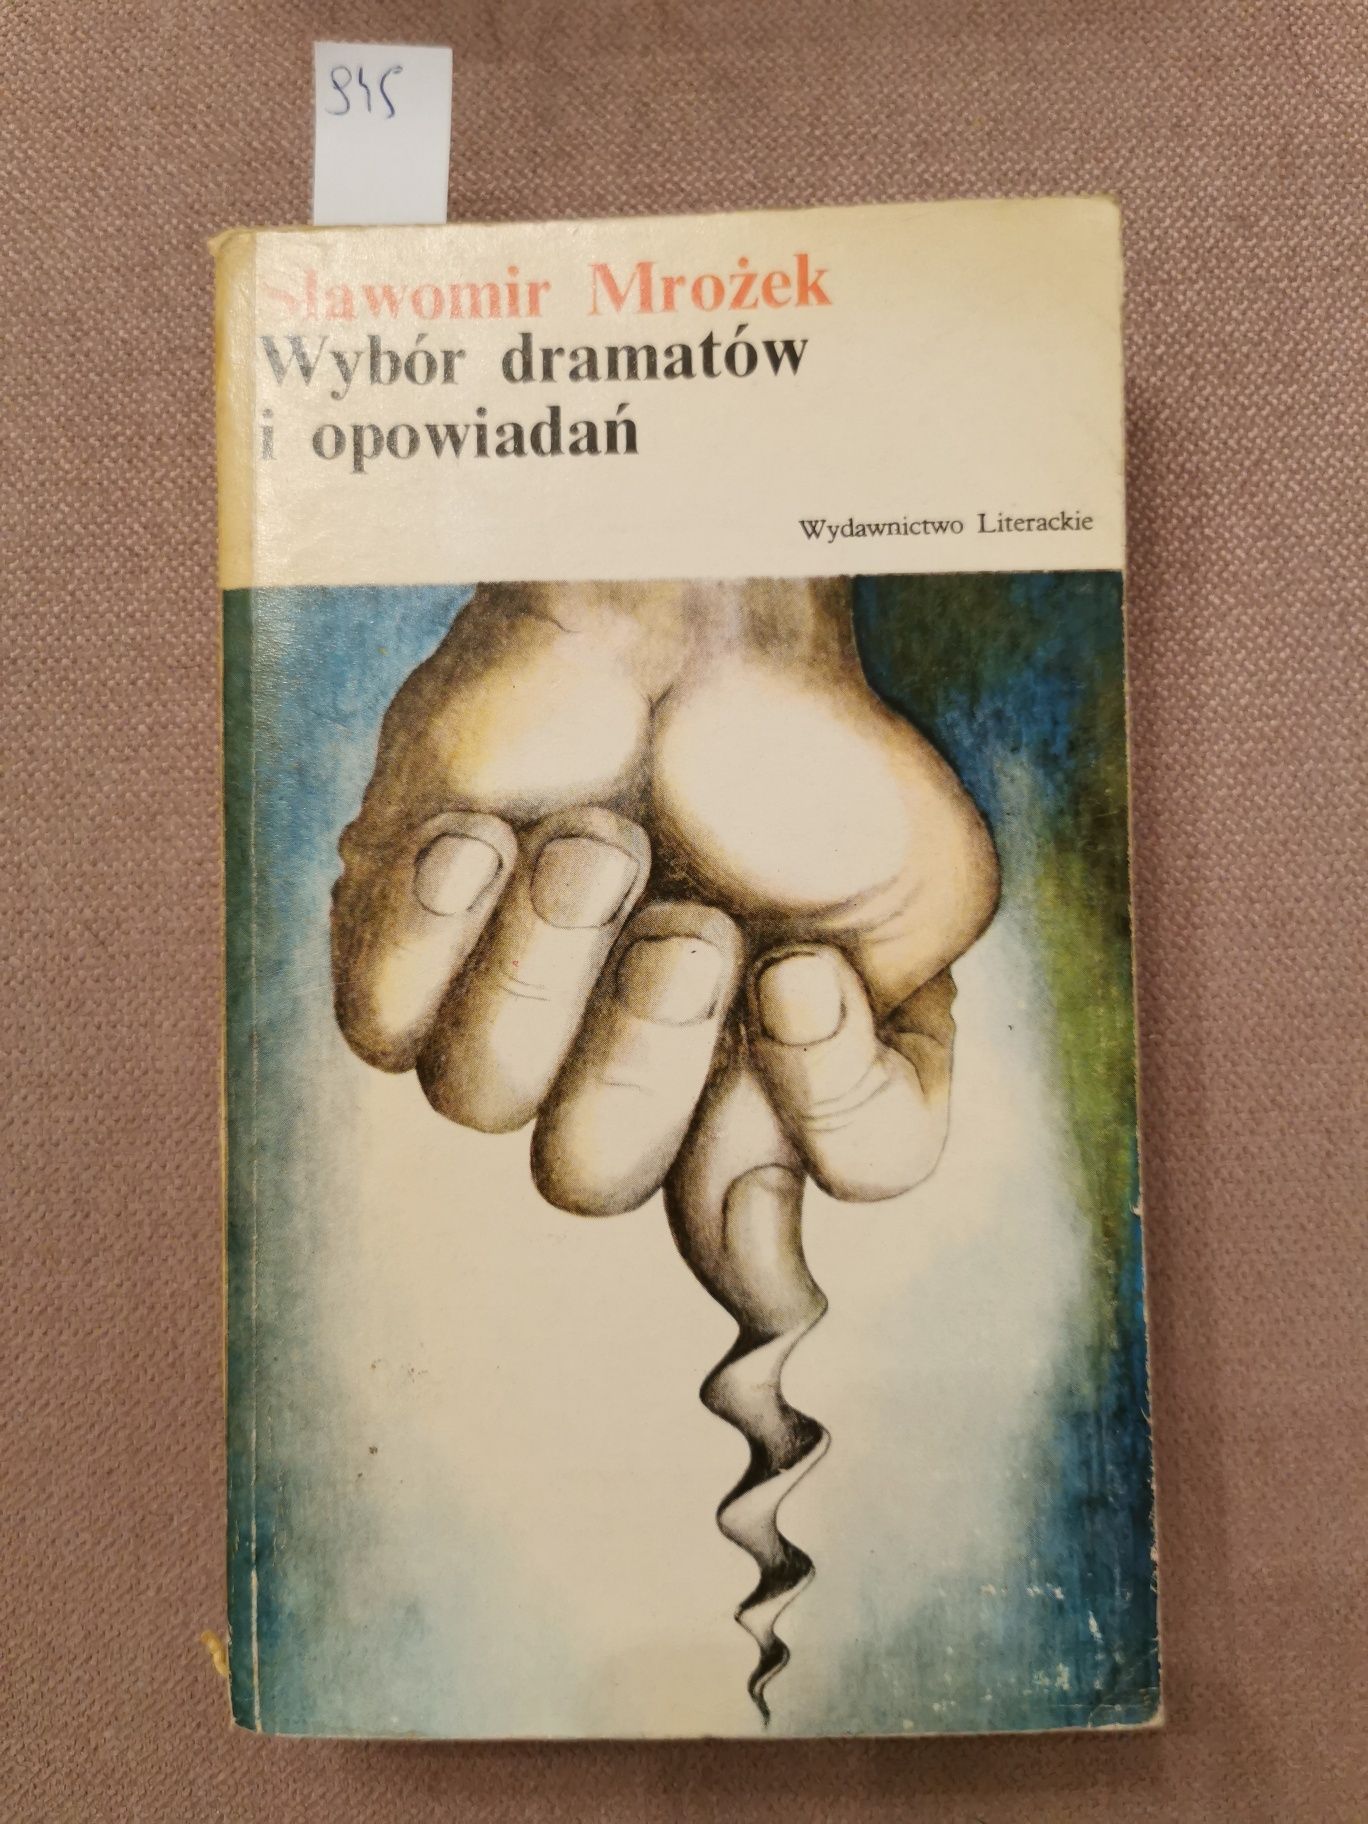 945
Sławomir Mrożek
Wybór dramatów
i opowiadań
Wydawnictwo Literackie